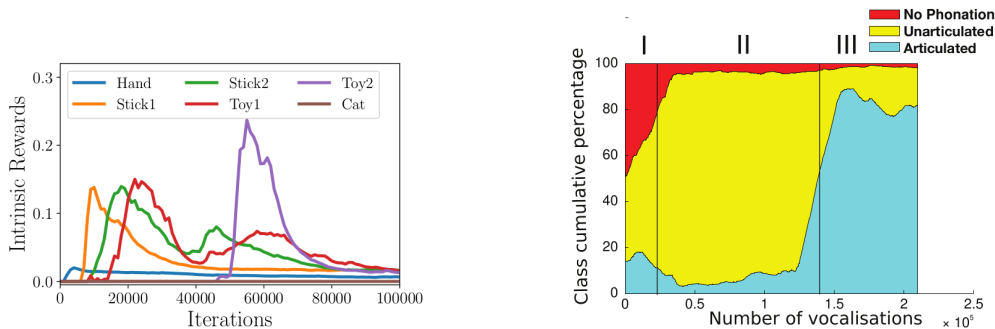 0.3
0.2
0.1
0.0
Intrinsic Rewards
Hand
Stick1
Stick2
Toy1
Toy2
Cat
0 20000 40000 60000 80000 100000
Iterations
No Phonation
Unarticulated
Articulated
I II III
Class cumulative percentage
100
80
60
40
20
0
0 0.5 1 1.5 2 2.5
Number of vocalisations × 10⁵